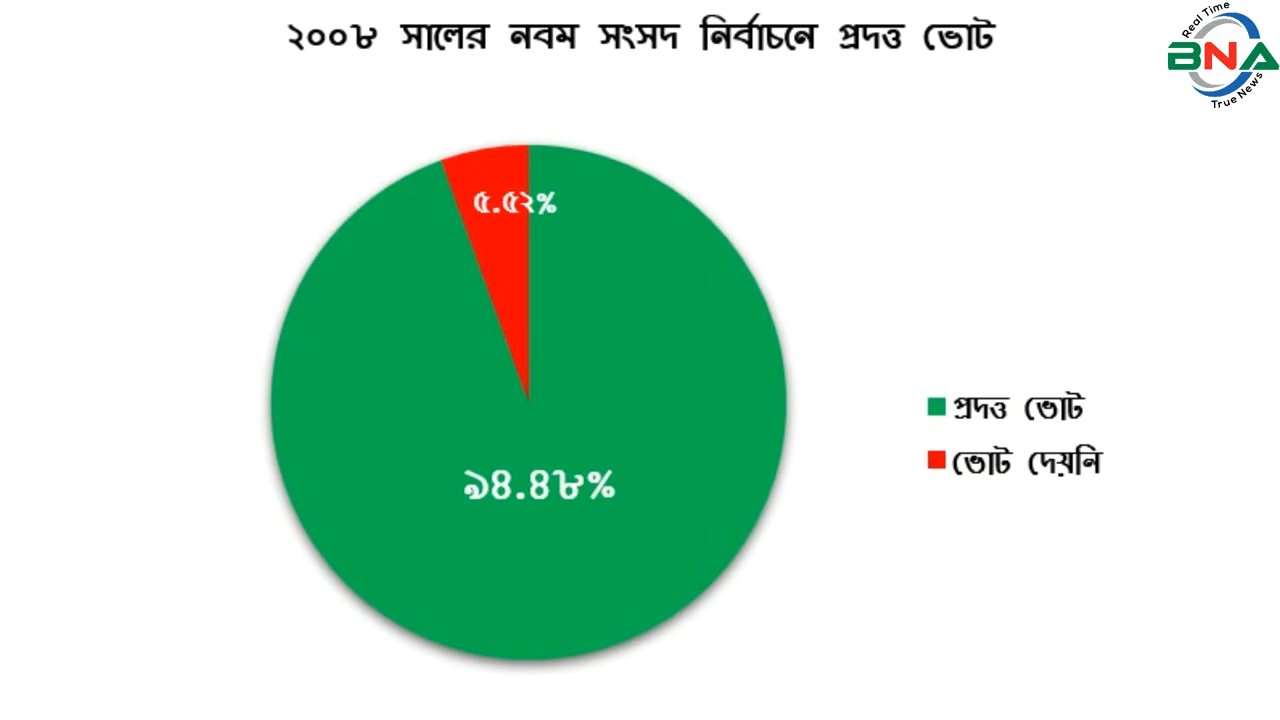 ২০০৮ সালের নবম সংসদ নির্বাচনে প্রদত্ত ভোট
Real Time
BNA
True News
৫.৫২%
৯৪.৪৮%
প্রদত্ত ভোট
ভোট দেয়নি